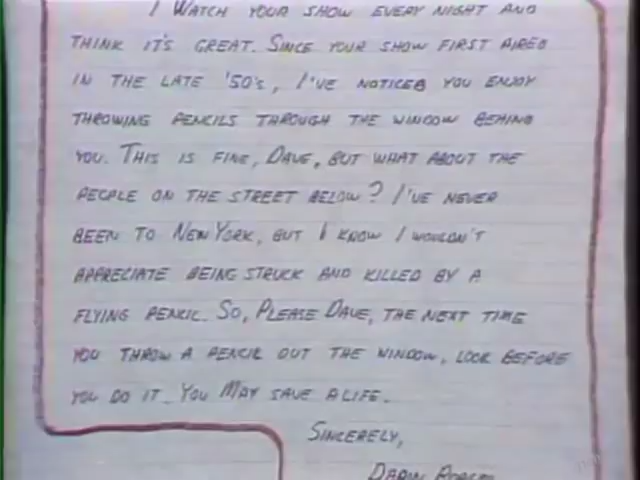 I WATCH YOUR SHOW EVERY NIGHT AND
THINK IT'S GREAT. SINCE YOUR SHOW FIRST AIRED
IN THE LATE '50'S, I'VE NOTICED YOU ENJOY
THROWING PENCILS THROUGH THE WINDOW BEHIND
YOU. THIS IS FINE, DAVE, BUT WHAT ABOUT THE
PEOPLE ON THE STREET BELOW? I'VE NEVER
BEEN TO NEW YORK, BUT I KNOW I WOULDN'T
APPRECIATE BEING STRUCK AND KILLED BY A
FLYING PENCIL. SO, PLEASE DAVE, THE NEXT TIME
YOU THROW A PENCIL OUT THE WINDOW, LOOK BEFORE
YOU DO IT. YOU MAY SAVE A LIFE.
SINCERELY,